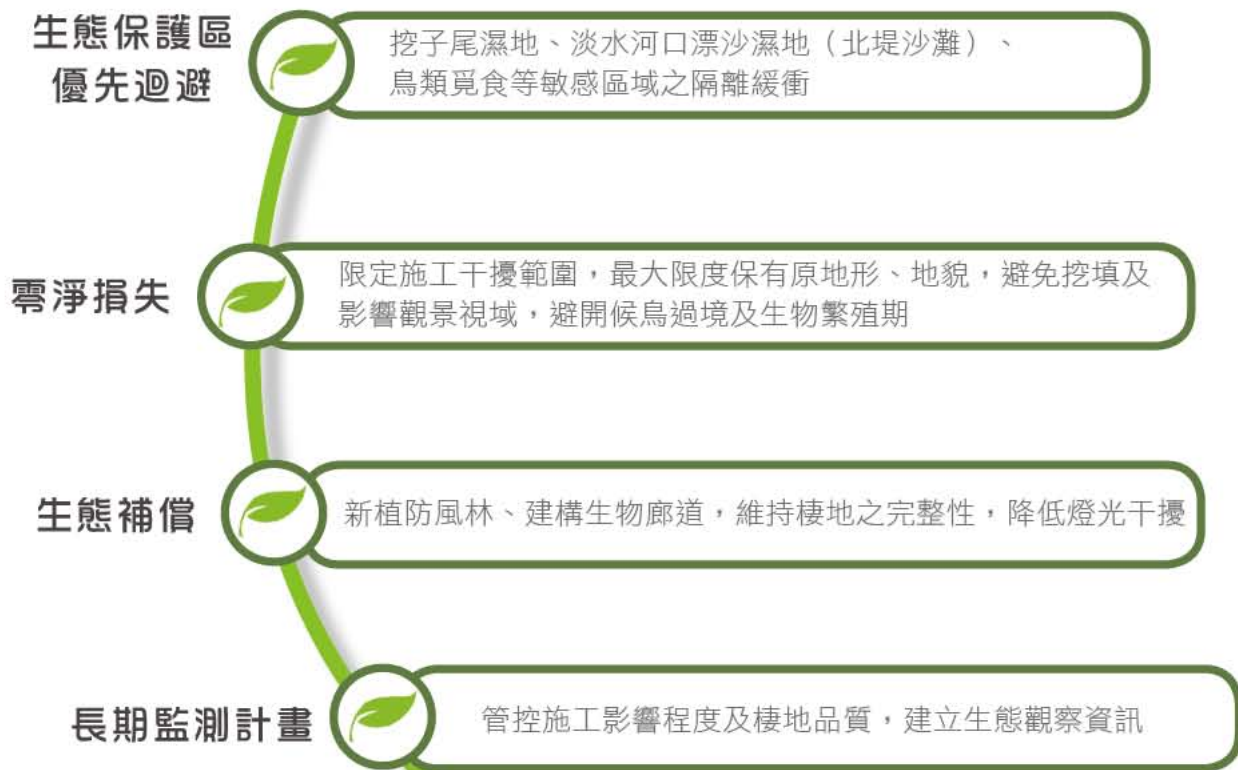 生態保護區
優先迴避
挖子尾濕地、淡水河口漂沙濕地（北堤沙灘）、
鳥類覓食等敏感區域之隔離緩衝
零淨損失
限定施工干擾範圍，最大限度保有原地形、地貌，避免挖填及
影響觀景視域，避開候鳥過境及生物繁殖期
生態補償
新植防風林、建構生物廊道，維持棲地之完整性，降低燈光干擾
長期監測計畫
管控施工影響程度及棲地品質，建立生態觀察資訊